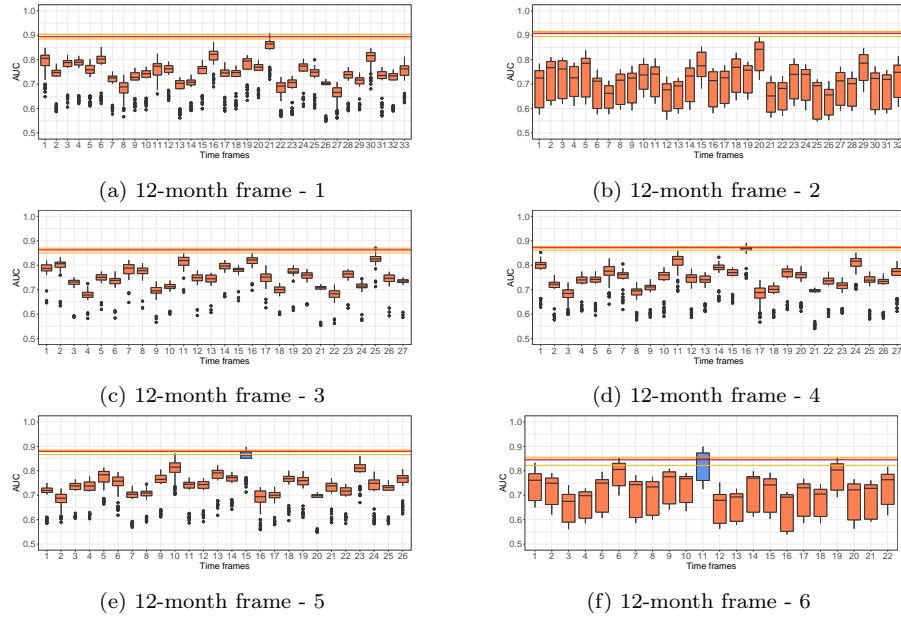 1.0
0.9
0.8
0.7
0.6
0.5
AUC
1 2 3 4 5 6 7 8 9 10 11 12 13 14 15 16 17 18 19 20 21 22 23 24 25 26 27 28 29 30 31 32 33
Time frames
(a) 12-month frame - 1
1.0
0.9
0.8
0.7
0.6
0.5
AUC
1 2 3 4 5 6 7 8 9 10 11 12 13 14 15 16 17 18 19 20 21 22 23 24 25 26 27 28 29 30 31 32
Time frames
(b) 12-month frame - 2
1.0
0.9
0.8
0.7
0.6
0.5
AUC
1 2 3 4 5 6 7 8 9 10 11 12 13 14 15 16 17 18 19 20 21 22 23 24 25 26 27
Time frames
(c) 12-month frame - 3
1.0
0.9
0.8
0.7
0.6
0.5
AUC
1 2 3 4 5 6 7 8 9 10 11 12 13 14 15 16 17 18 19 20 21 22 23 24 25 26 27
Time frames
(d) 12-month frame - 4
1.0
0.9
0.8
0.7
0.6
0.5
AUC
1 2 3 4 5 6 7 8 9 10 11 12 13 14 15 16 17 18 19 20 21 22 23 24 25 26
Time frames
(e) 12-month frame - 5
1.0
0.9
0.8
0.7
0.6
0.5
AUC
1 2 3 4 5 6 7 8 9 10 11 12 13 14 15 16 17 18 19 20 21 22
Time frames
(f) 12-month frame - 6